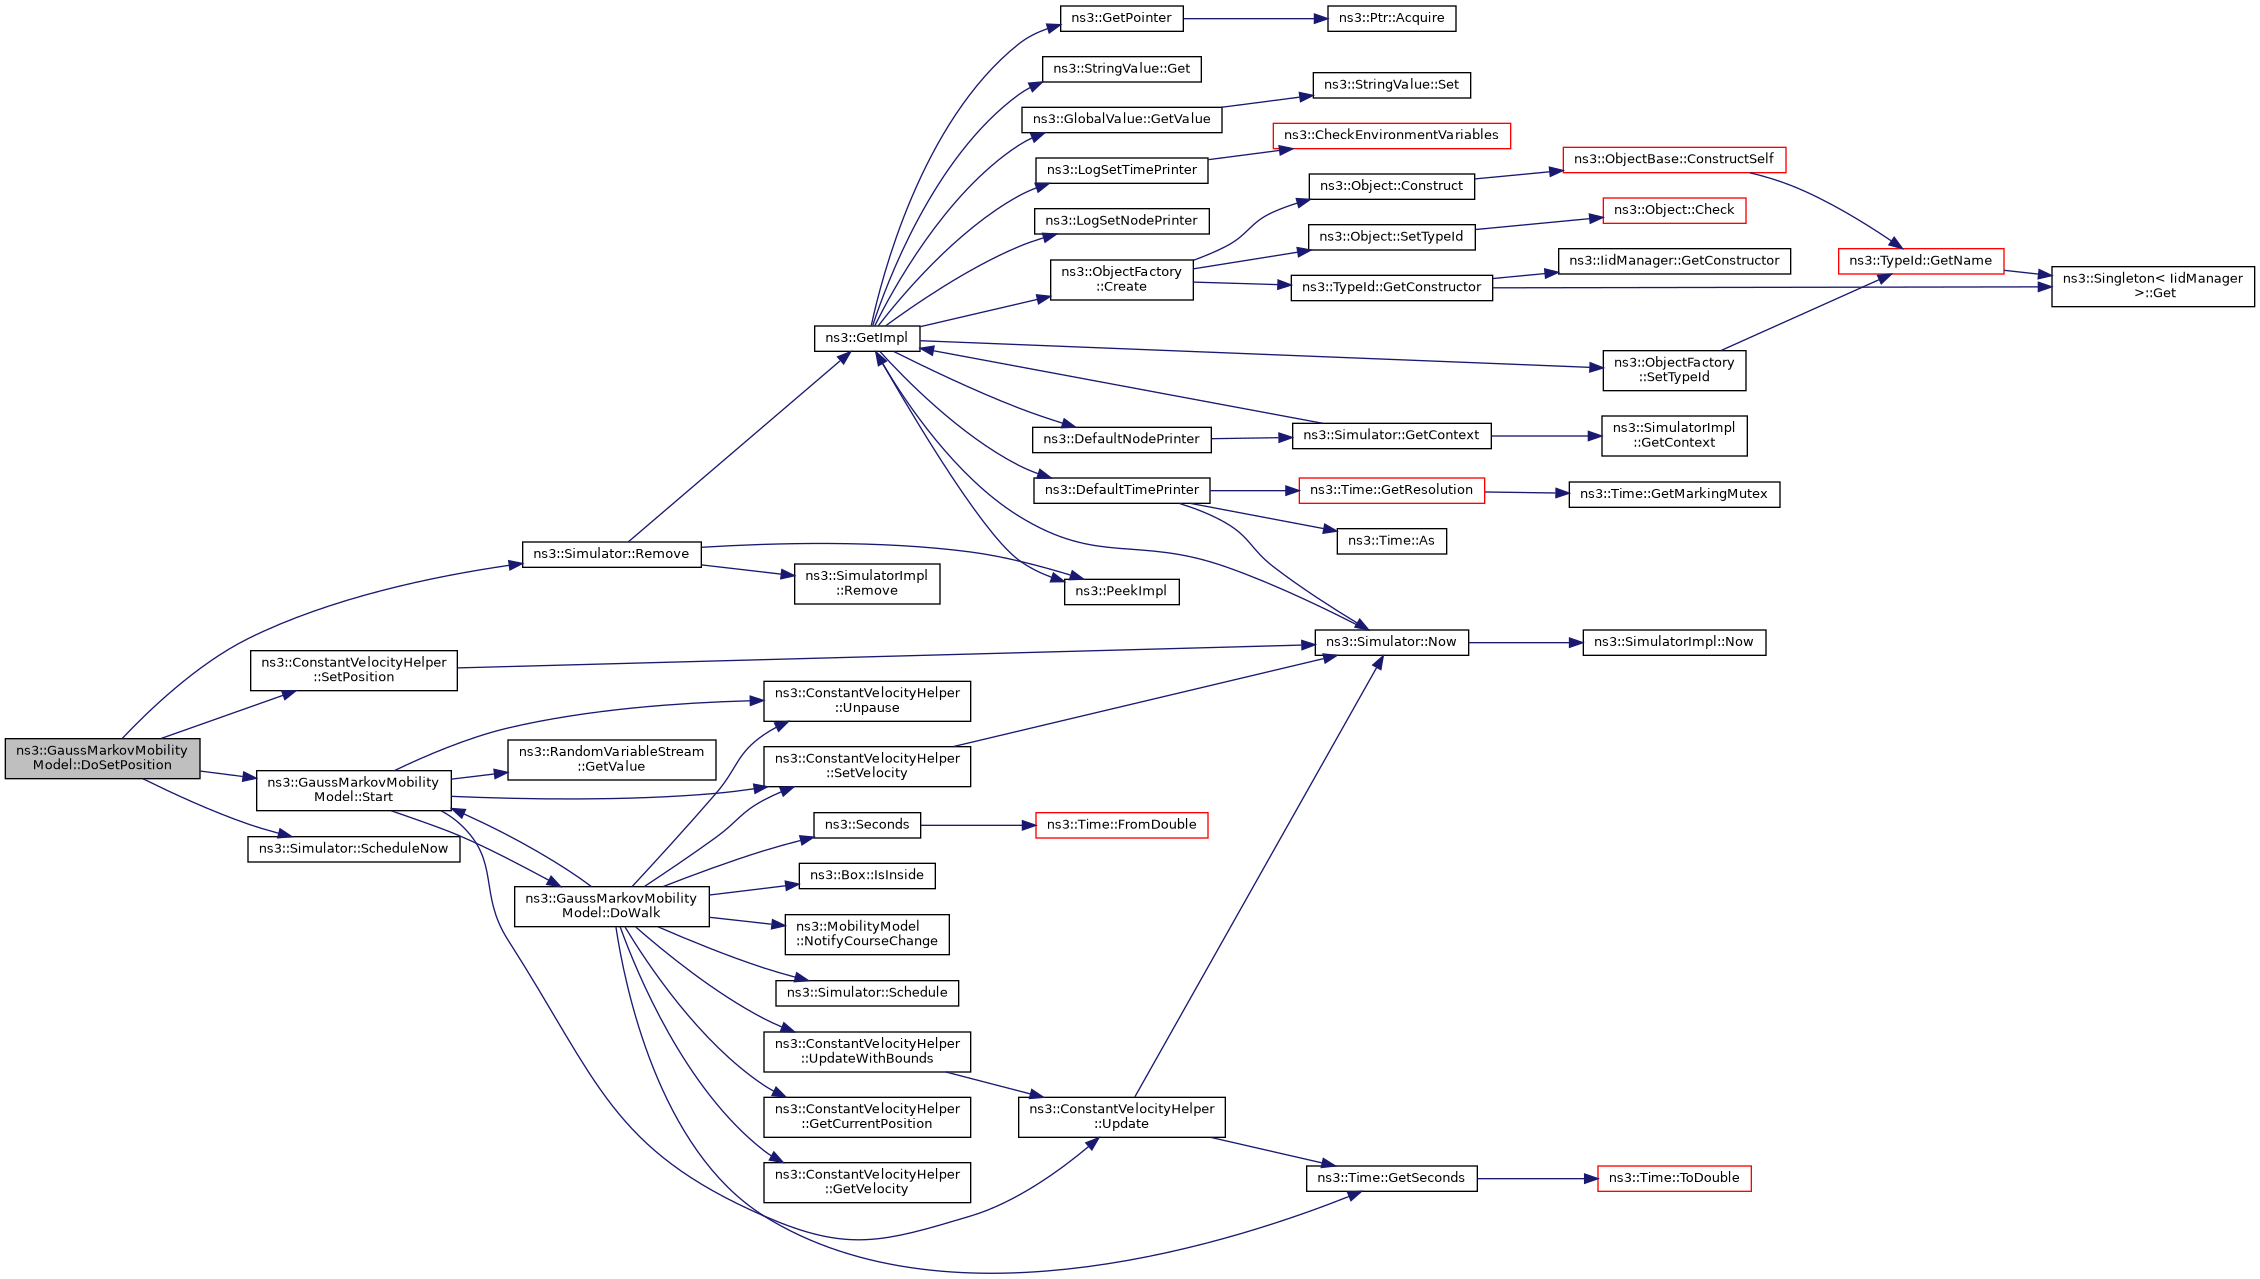 ns3::GetPointer
ns3::Ptr::Acquire
ns3::StringValue::Get
ns3::StringValue::Set
ns3::GlobalValue::GetValue
ns3::CheckEnvironmentVariables
ns3::LogSetTimePrinter
ns3::ObjectBase::ConstructSelf
ns3::Object::Construct
ns3::Object::Check
ns3::LogSetNodePrinter
ns3::Object::SetTypeId
ns3::IidManager::GetConstructor
ns3::TypeId::GetName
ns3::ObjectFactory
::Create
ns3::TypeId::GetConstructor
ns3::Singleton< IidManager
>::Get
ns3::GetImpl
ns3::ObjectFactory
::SetTypeId
ns3::DefaultNodePrinter
ns3::Simulator::GetContext
ns3::SimulatorImpl
::GetContext
ns3::DefaultTimePrinter
ns3::Time::GetResolution
ns3::Time::GetMarkingMutex
ns3::Time::As
ns3::Simulator::Remove
ns3::SimulatorImpl
::Remove
ns3::PeekImpl
ns3::Simulator::Now
ns3::SimulatorImpl::Now
ns3::ConstantVelocityHelper
::SetPosition
ns3::ConstantVelocityHelper
::Unpause
ns3::GaussMarkovMobility
Model::DoSetPosition
ns3::RandomVariableStream
::GetValue
ns3::ConstantVelocityHelper
::SetVelocity
ns3::GaussMarkovMobility
Model::Start
ns3::Seconds
ns3::Time::FromDouble
ns3::Simulator::ScheduleNow
ns3::Box::IsInside
ns3::GaussMarkovMobility
Model::DoWalk
ns3::MobilityModel
::NotifyCourseChange
ns3::Simulator::Schedule
ns3::ConstantVelocityHelper
::UpdateWithBounds
ns3::ConstantVelocityHelper
::GetCurrentPosition
ns3::ConstantVelocityHelper
::Update
ns3::ConstantVelocityHelper
::GetVelocity
ns3::Time::GetSeconds
ns3::Time::ToDouble